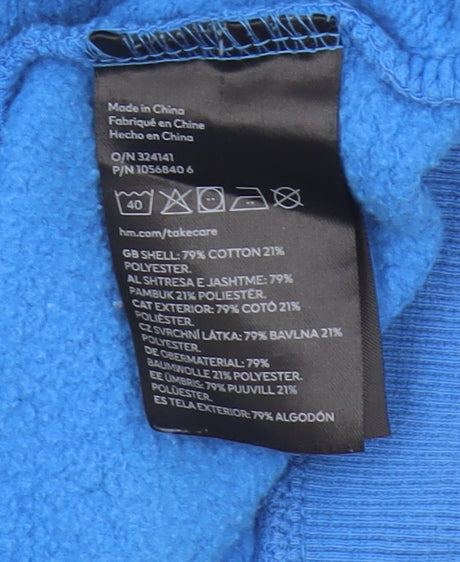 Made in China
Fabriqué en Chine
Hecho en China
O/N 324141
P/N 1056840 6
40
hm.com/takecare
GB SHELL: 79% COTTON 21%
POLYESTER.
AL SHTRESA E JASHTME: 79%
PAMBUK 21% POLIESTËR.
CAT EXTERIOR: 79% COTÓ 21%
POLIÈSTER.
CZ SVRCHNÍ LÁTKA: 79% BAVLNA 21%
POLYESTER.
DE OBERMATERIAL: 79%
BAUMWOLLE 21% POLYESTER.
EE ÜMBRIS: 79% PUUVILL 21%
POLÜESTER.
ES TELA EXTERIOR: 79% ALGODÓN